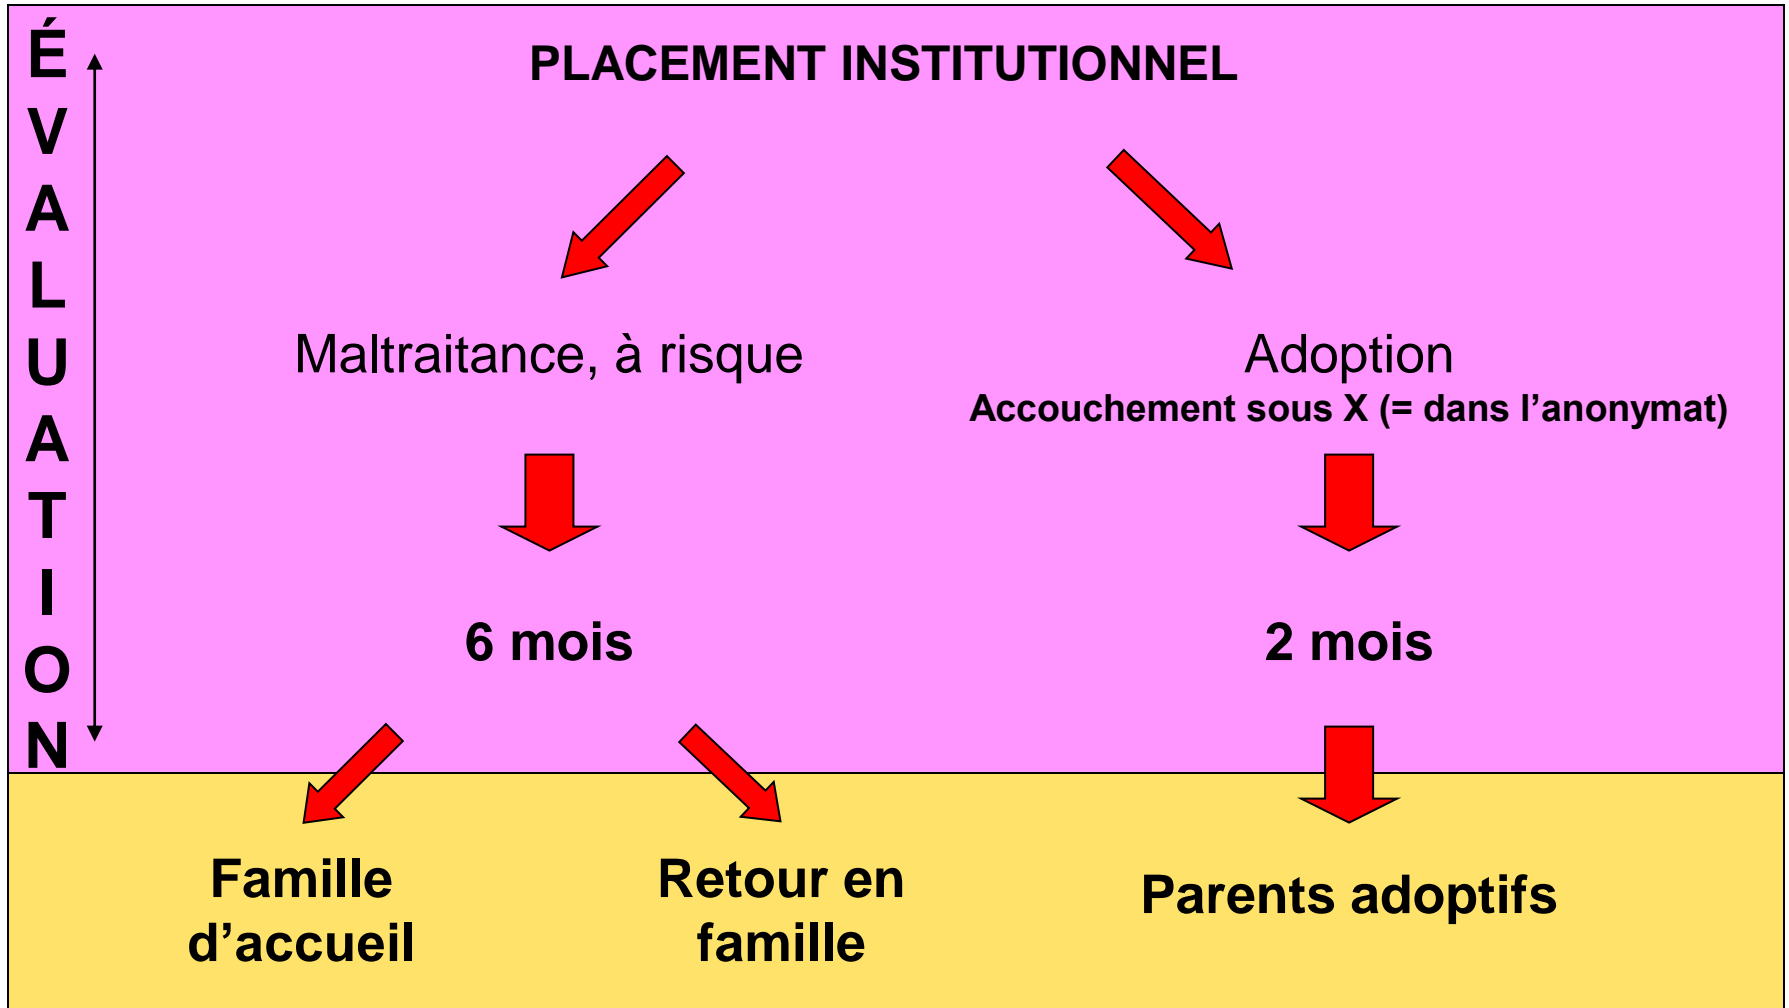 ÉVALUATION
PLACEMENT INSTITUTIONNEL
Maltraitance, à risque
Adoption
Accouchement sous X (= dans l’anonymat)
6 mois
2 mois
Famille
d’accueil
Retour en
famille
Parents adoptifs